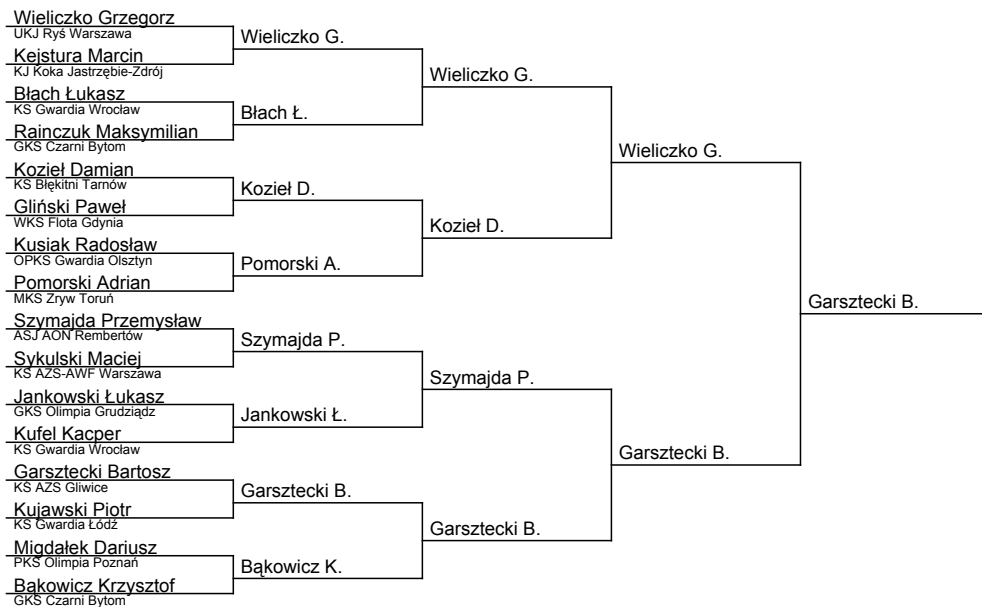 Wieliczko Grzegorz
UKJ Ryś Warszawa
Kejstura Marcin
KJ Koka Jastrzębie-Zdrój
Błach Łukasz
KS Gwardia Wrocław
Rainczuk Maksymilian
GKS Czarni Bytom
Kozieł Damian
KS Błękitni Tarnów
Gliński Paweł
WKS Flota Gdynia
Kusiak Radosław
OPKS Gwardia Olsztyn
Pomorski Adrian
MKS Zryw Toruń
Szymajda Przemysław
ASJ AON Rembertów
Sykulski Maciej
KS AZS-AWF Warszawa
Jankowski Łukasz
GKS Olimpia Grudziądz
Kufel Kacper
KS Gwardia Wrocław
Garsztecki Bartosz
KS AZS Gliwice
Kujawski Piotr
KS Gwardia Łódź
Migdałek Dariusz
PKS Olimpia Poznań
Bąkowicz Krzysztof
GKS Czarni Bytom
Wieliczko G.
Błach Ł.
Kozieł D.
Pomorski A.
Szymajda P.
Jankowski Ł.
Garsztecki B.
Bąkowicz K.
Wieliczko G.
Kozieł D.
Szymajda P.
Garsztecki B.
Wieliczko G.
Garsztecki B.
Garsztecki B.